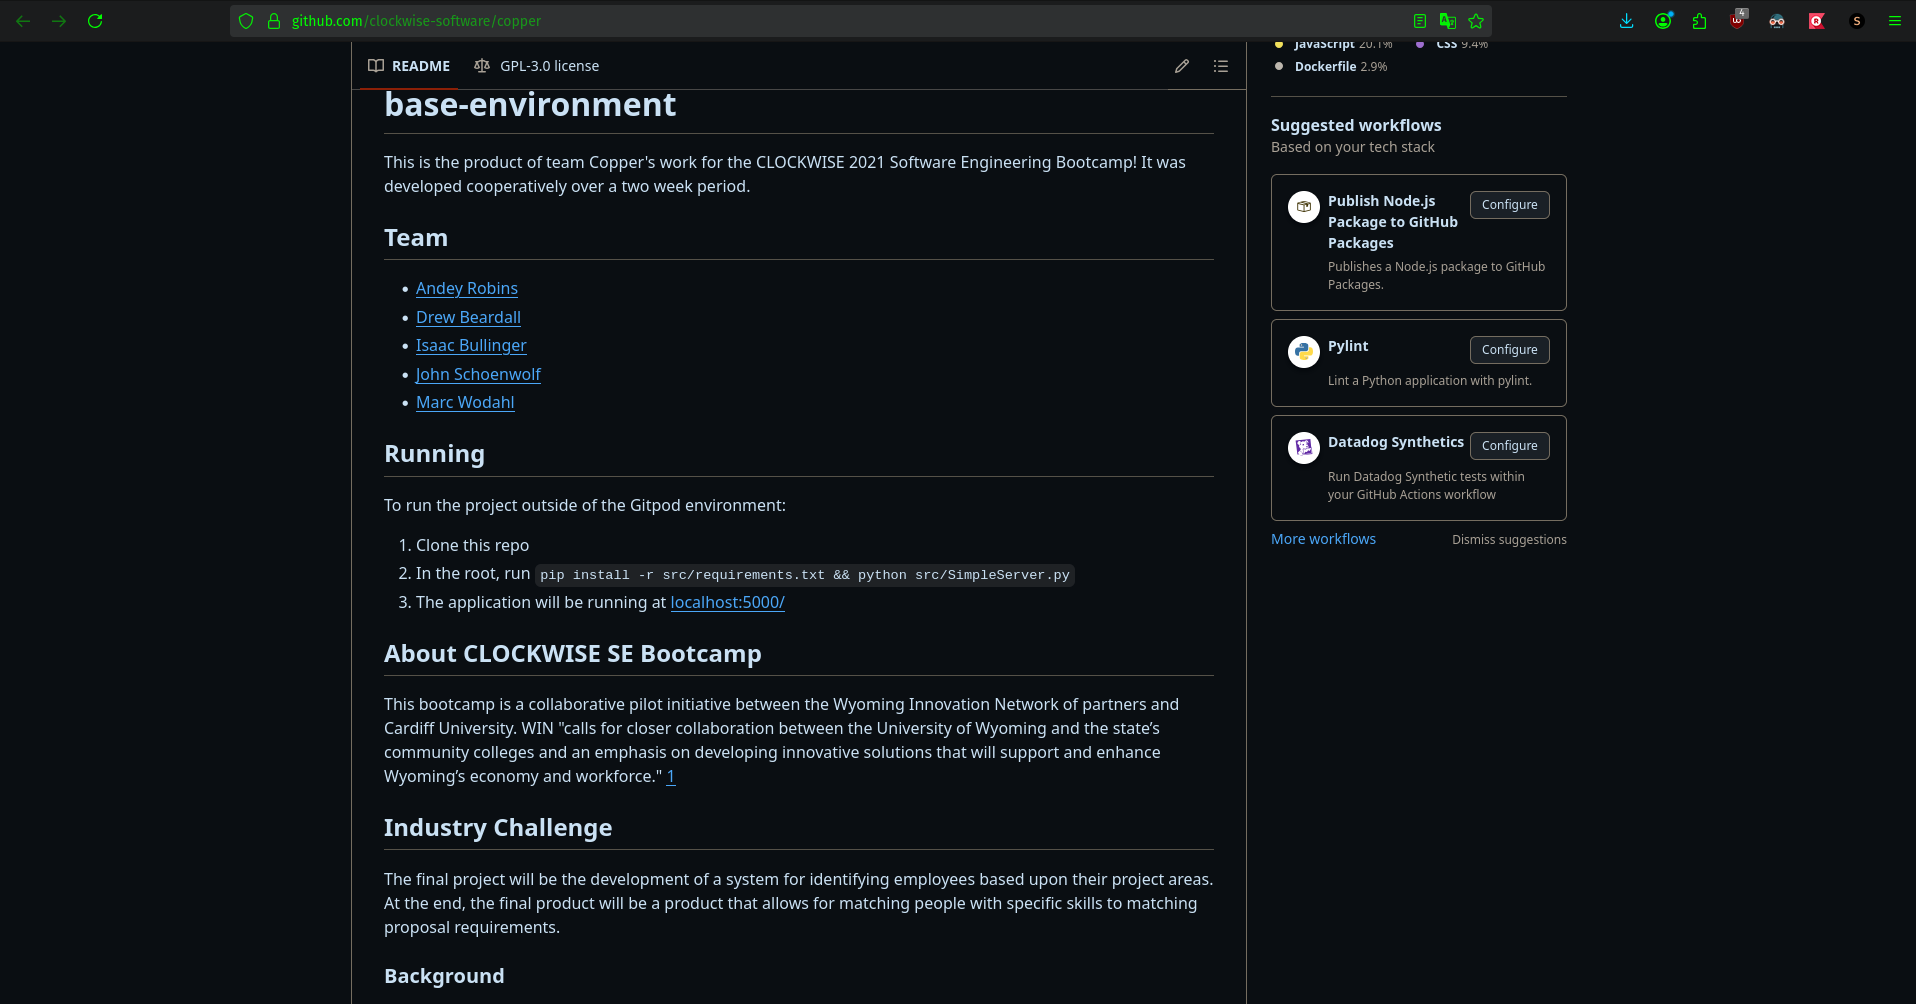 github.com/clockwise-software/copper
4
S
README
GPL-3.0 license
base-environment
This is the product of team Copper's work for the CLOCKWISE 2021 Software Engineering Bootcamp! It was
developed cooperatively over a two week period.
Team
• Andey Robins
• Drew Beardall
• Isaac Bullinger
• John Schoenwolf
• Marc Wodahl
Running
To run the project outside of the Gitpod environment:
1. Clone this repo
2. In the root, run pip install -r src/requirements.txt && python src/SimpleServer.py
3. The application will be running at localhost:5000/
About CLOCKWISE SE Bootcamp
This bootcamp is a collaborative pilot initiative between the Wyoming Innovation Network of partners and
Cardiff University. WIN "calls for closer collaboration between the University of Wyoming and the state’s
community colleges and an emphasis on developing innovative solutions that will support and enhance
Wyoming’s economy and workforce." 1
Industry Challenge
The final project will be the development of a system for identifying employees based upon their project areas.
At the end, the final product will be a product that allows for matching people with specific skills to matching
proposal requirements.
Background
JavaScript 20.1% CSS 9.4%
Dockerfile 2.9%
Suggested workflows
Based on your tech stack
Publish Node.js
Package to GitHub
Packages
Configure
Publishes a Node.js package to GitHub
Packages.
Pylint
Configure
Lint a Python application with pylint.
Datadog Synthetics
Configure
Run Datadog Synthetic tests within
your GitHub Actions workflow
More workflows
Dismiss suggestions